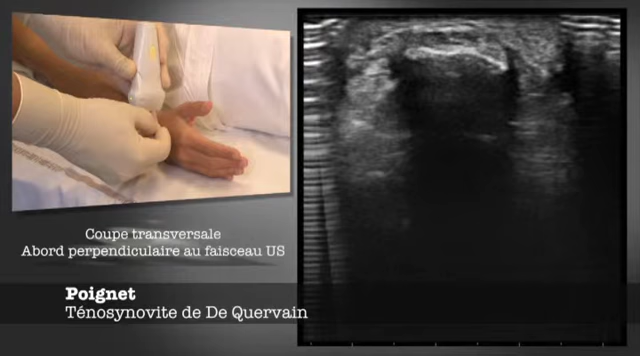 Coupe transversale
Abord perpendiculaire au faisceau US
Poignet
Ténosynovite de De Quervain